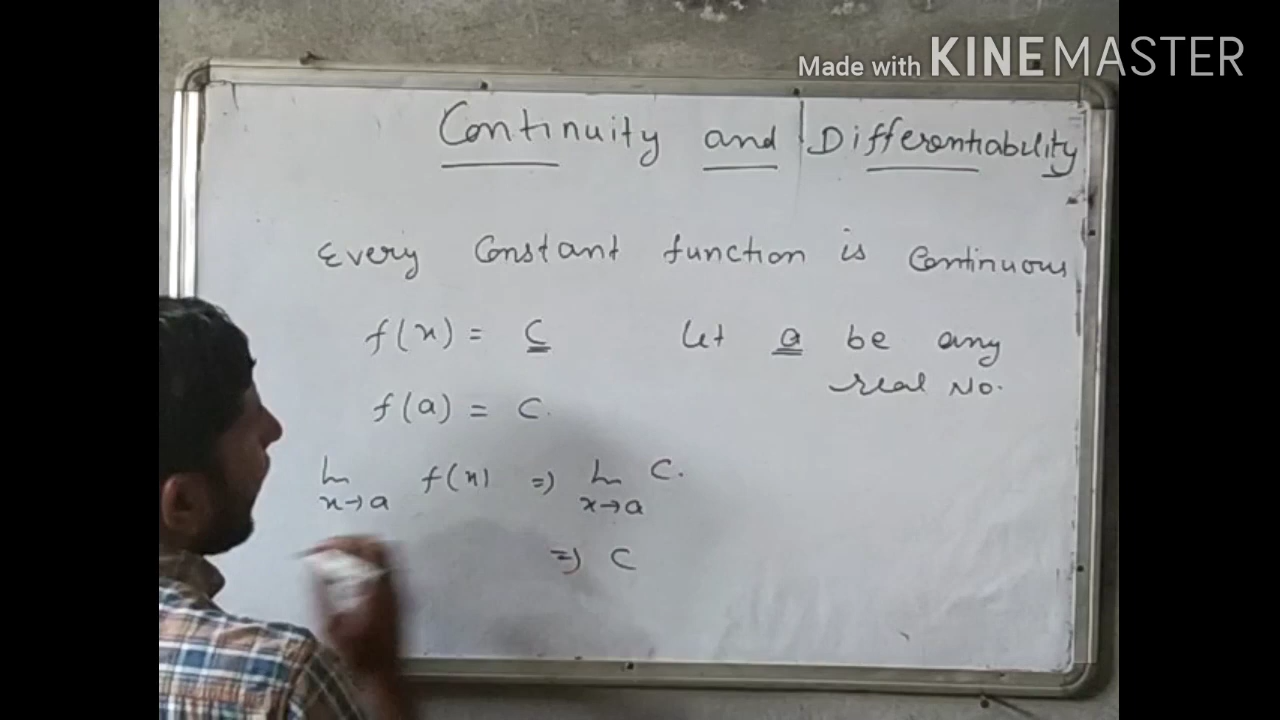 Made with KINEMASTER
Continuity and Differentiability
Every Constant function is Continuous
f(x) = C Let a be any
real No.
f(a) = C.
lim f(x) => lim C.
x→a x→a
=> C